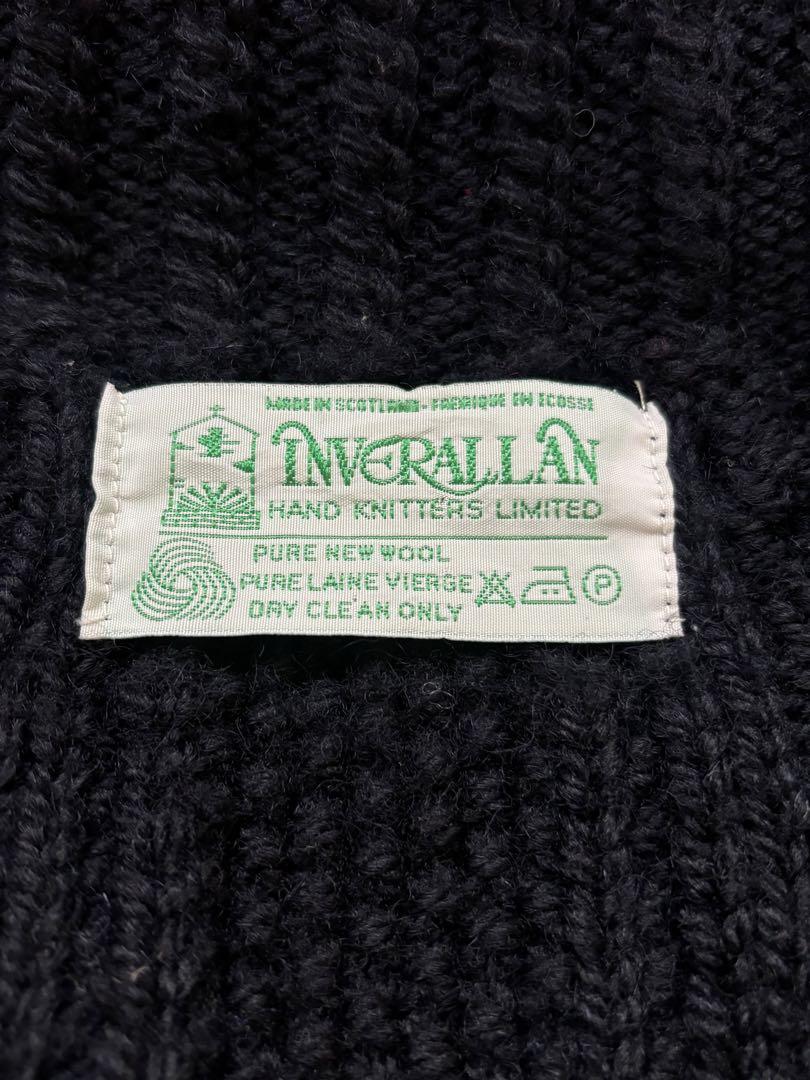 MADE IN SCOTLAND - FABRIQUE EN ECOSSE
INVERALLAN
HAND KNITTERS LIMITED
PURE NEW WOOL
PURE LAINE VIERGE
DRY CLEAN ONLY
P